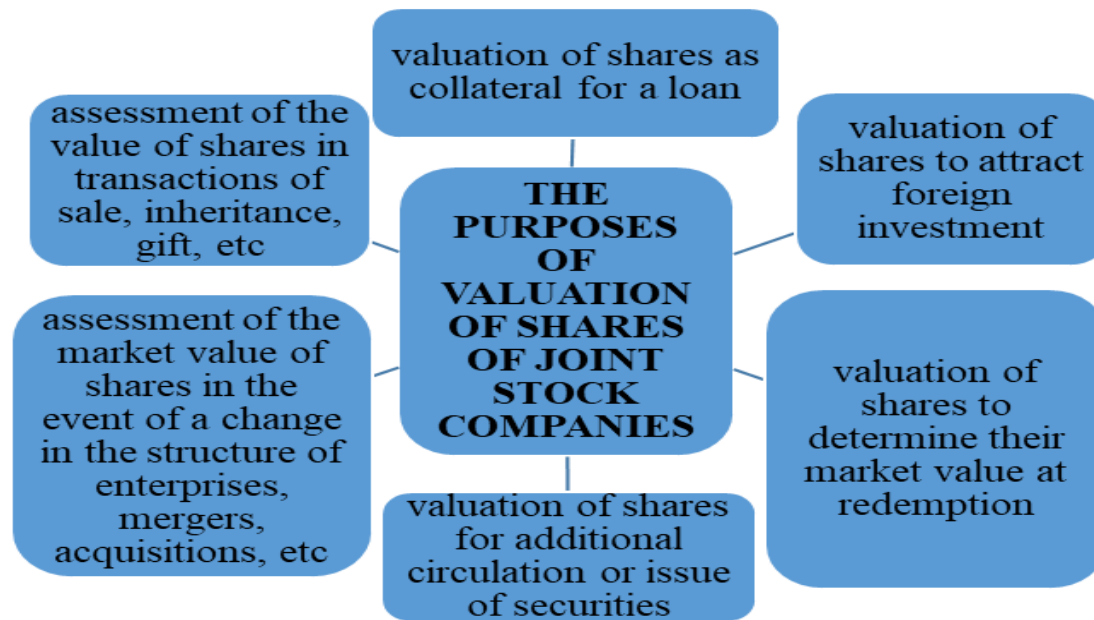 valuation of shares as
collateral for a loan
assessment of the
value of shares in
transactions of
sale, inheritance,
gift, etc
valuation of
shares to attract
foreign
investment
THE
PURPOSES
OF
VALUATION
OF SHARES
OF JOINT
STOCK
COMPANIES
assessment of the
market value of
shares in the
event of a change
in the structure of
enterprises,
mergers,
acquisitions, etc
valuation of
shares to
determine their
market value at
redemption
valuation of shares
for additional
circulation or issue
of securities